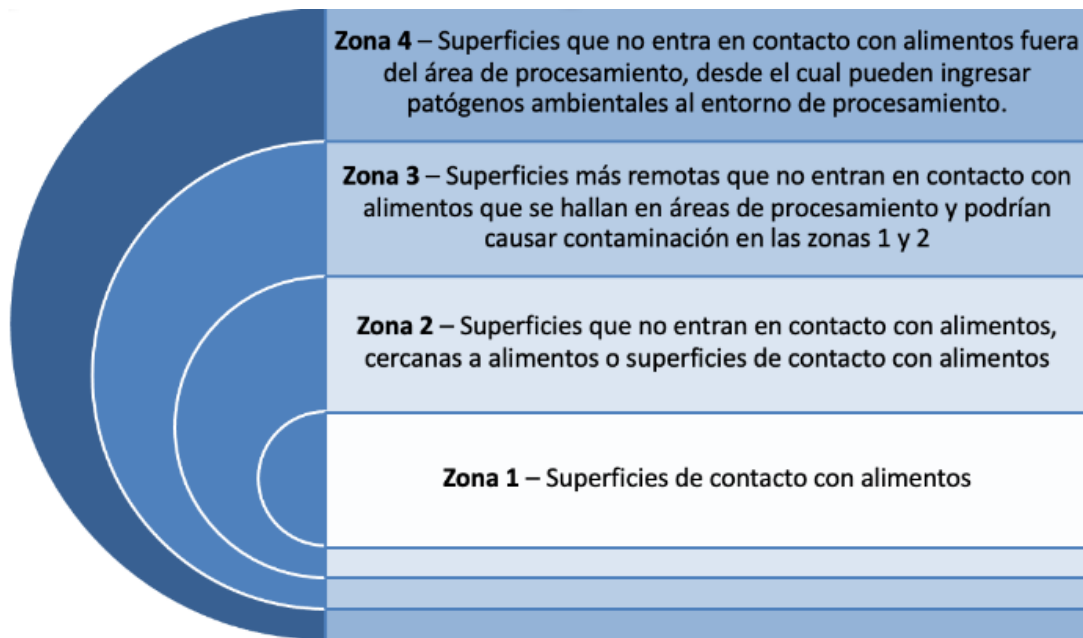 Zona 4 – Superficies que no entra en contacto con alimentos fuera
del área de procesamiento, desde el cual pueden ingresar
patógenos ambientales al entorno de procesamiento.
Zona 3 – Superficies más remotas que no entran en contacto con
alimentos que se hallan en áreas de procesamiento y podrían
causar contaminación en las zonas 1 y 2
Zona 2 – Superficies que no entran en contacto con alimentos,
cercanas a alimentos o superficies de contacto con alimentos
Zona 1 – Superficies de contacto con alimentos